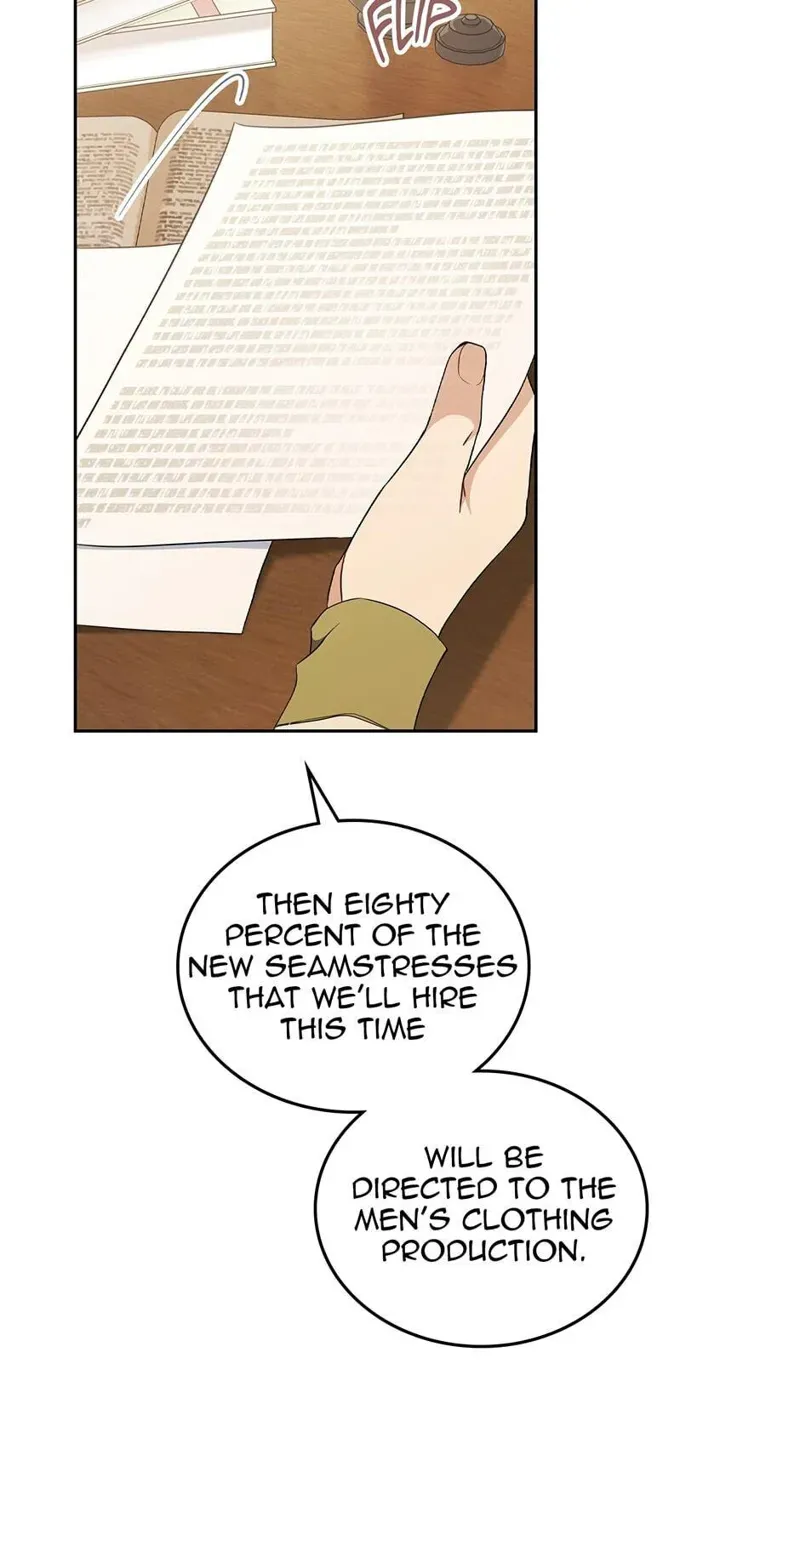 FLIP
THEN EIGHTY
PERCENT OF THE
NEW SEAMSTRESSES
THAT WE'LL HIRE
THIS TIME
WILL BE
DIRECTED TO THE
MEN'S CLOTHING
PRODUCTION.